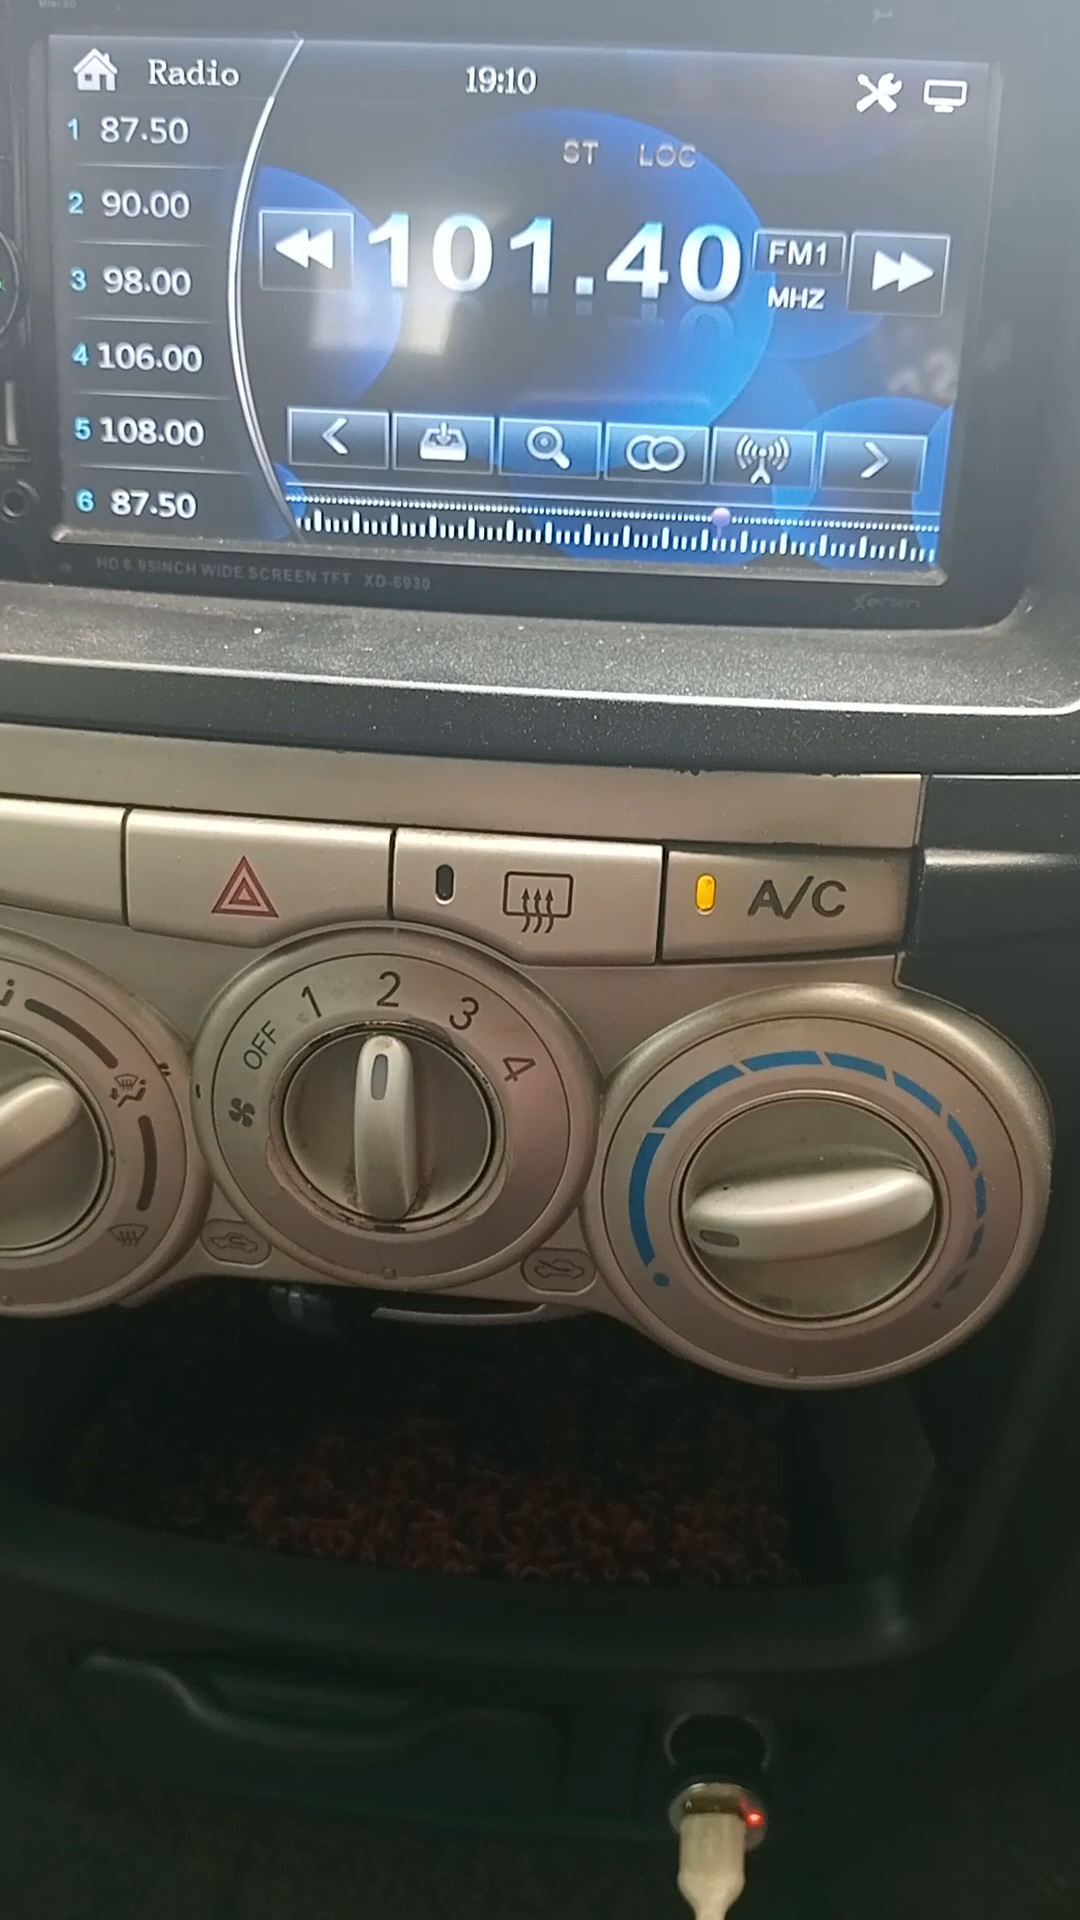 MINI SD
Radio
19:10
1 87.50
2 90.00
3 98.00
4 106.00
5 108.00
6 87.50
ST LOC
101.40
FM1
MHZ
HD 6.95INCH WIDE SCREEN TFT XD-6930
A/C
OFF 1 2 3 4